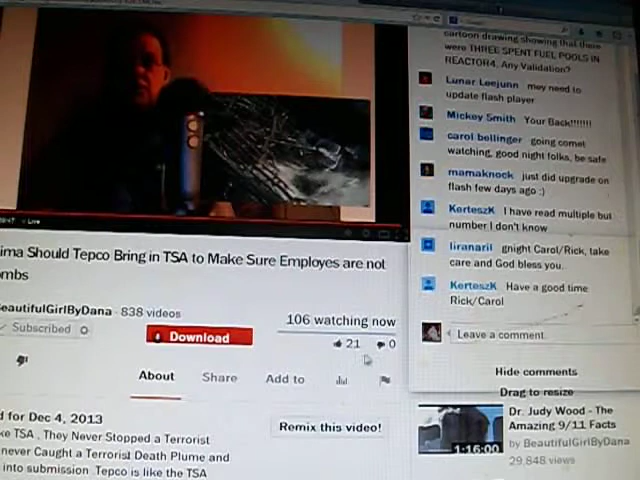 cartoon drawing showing that there
were THREE SPENT FUEL POOLS IN
REACTOR4. Any Validation?
Lunar Leejunn mey need to
update flash player
Mickey Smith Your Back!!!!!!!
carol bellinger going comet
watching, good night folks, be safe
mamaknock just did upgrade on
flash few days ago :)
KerteszK I have read multiple but
number I don't know
liranaril gnight Carol/Rick, take
care and God bless you.
KerteszK Have a good time
Rick/Carol
Leave a comment
Hide comments
Drag to resize
Dr. Judy Wood - The
Amazing 9/11 Facts
by BeautifulGirlByDana
29,848 views
1:16:00
Live
ima Should Tepco Bring in TSA to Make Sure Employes are not
ombs
BeautifulGirlByDana · 838 videos
Subscribed
Download
106 watching now
21 0
About Share Add to
d for Dec 4, 2013
ke TSA , They Never Stopped a Terrorist
never Caught a Terrorist Death Plume and
into submission .Tepco is like the TSA
Remix this video!